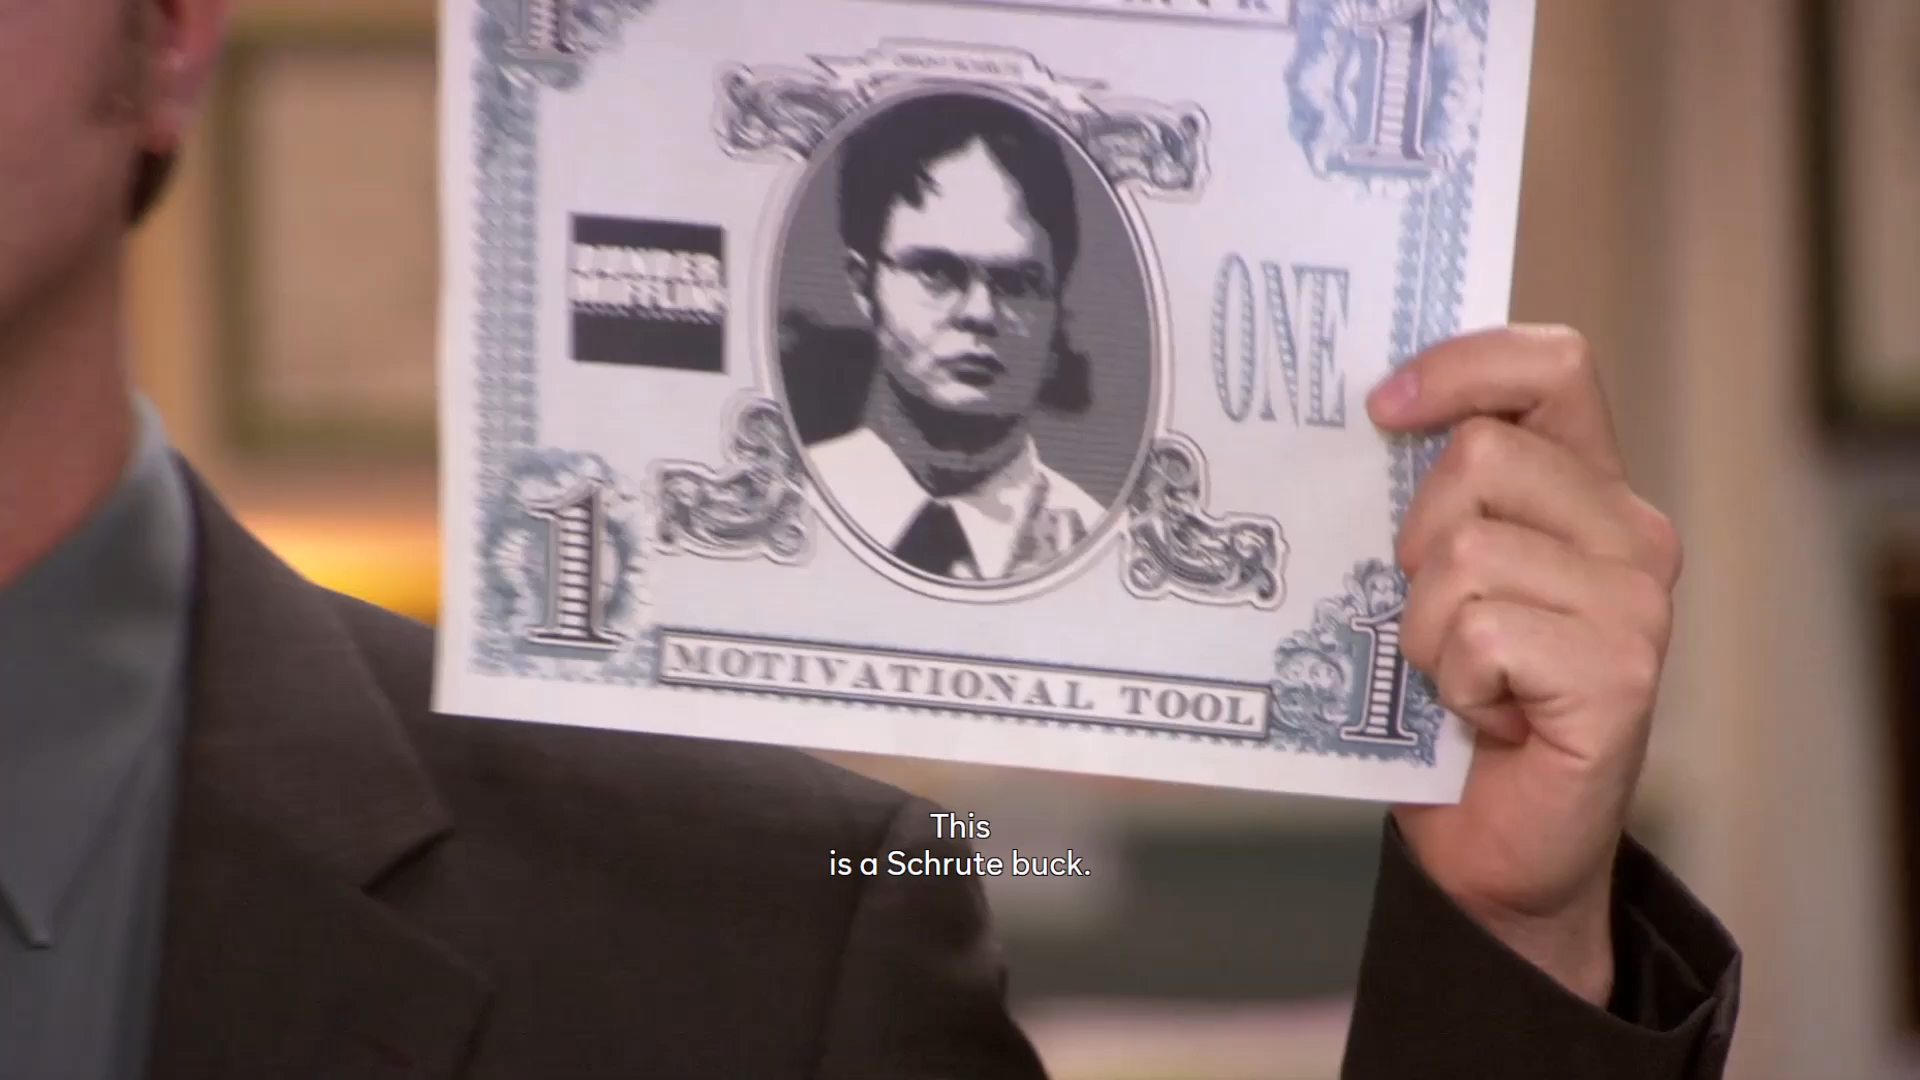 1
1
DUNDER
MIFFLIN
ONE
1
1
MOTIVATIONAL TOOL
This
is a Schrute buck.